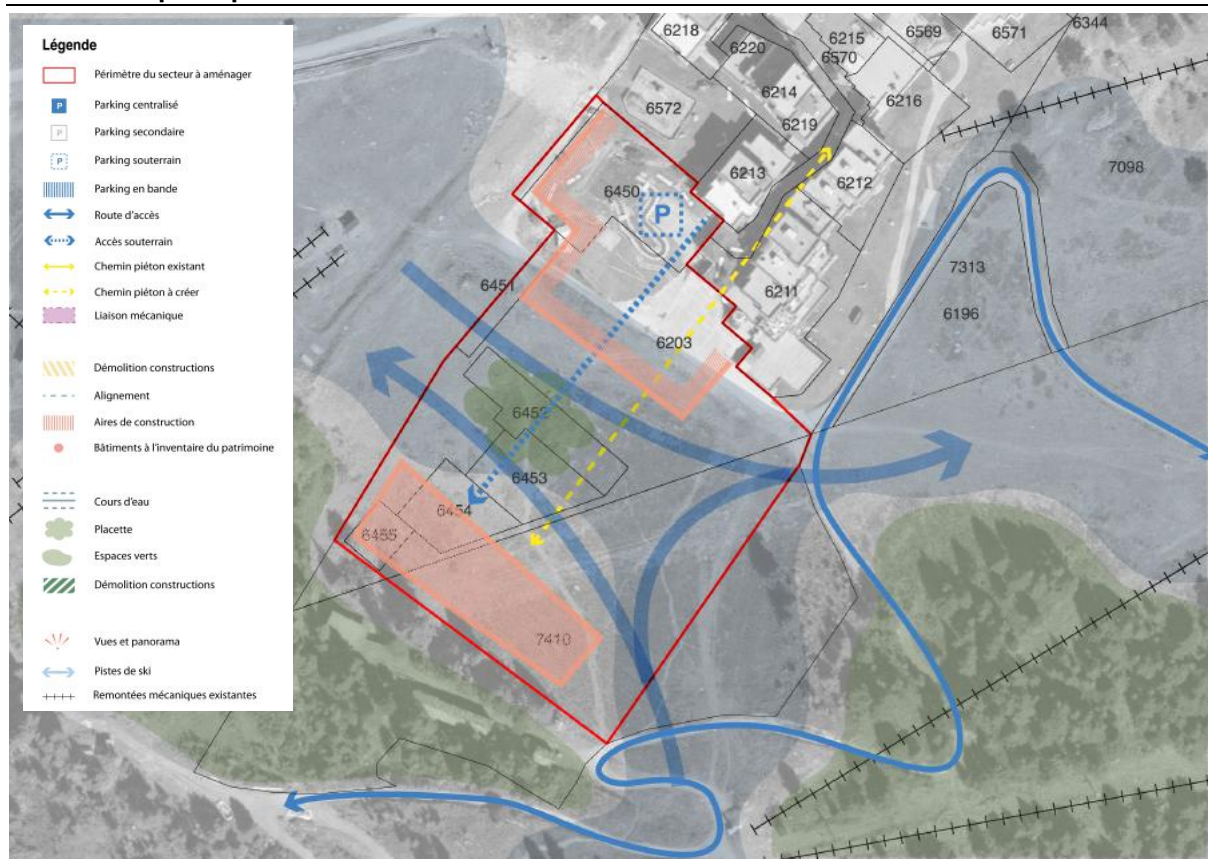 Légende
Périmètre du secteur à aménager
P Parking centralisé
P Parking secondaire
P Parking souterrain
Parking en bande
Route d'accès
Accès souterrain
Chemin piéton existant
Chemin piéton à créer
Liaison mécanique
Démolition constructions
Alignement
Aires de construction
Bâtiments à l'inventaire du patrimoine
Cours d'eau
Placette
Espaces verts
Démolition constructions
Vues et panorama
Pistes de ski
Remontées mécaniques existantes
6218
6220
6215
6570
6569
6571
6344
6572
6214
6219
6216
6213
6212
7098
6450
P
6211
7313
6196
6451
6203
6452
6453
6454
6455
7410